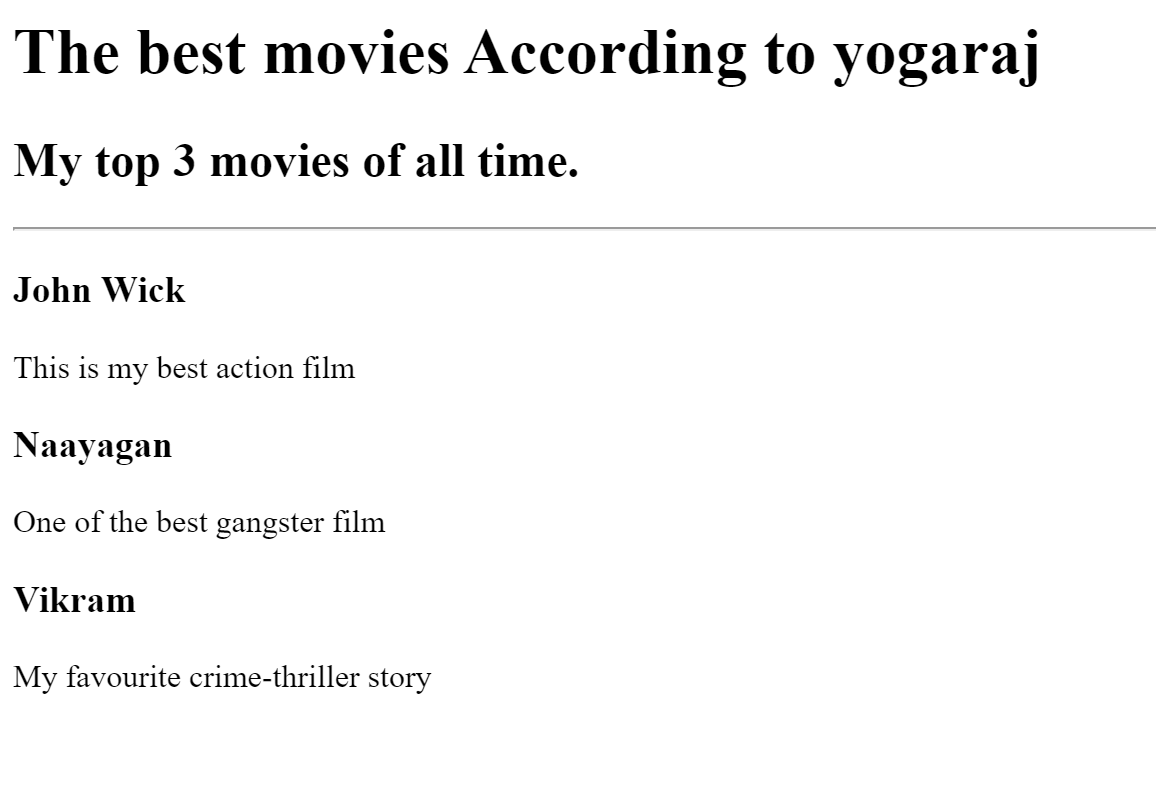 The best movies According to yogaraj
My top 3 movies of all time.
John Wick
This is my best action film
Naayagan
One of the best gangster film
Vikram
My favourite crime-thriller story